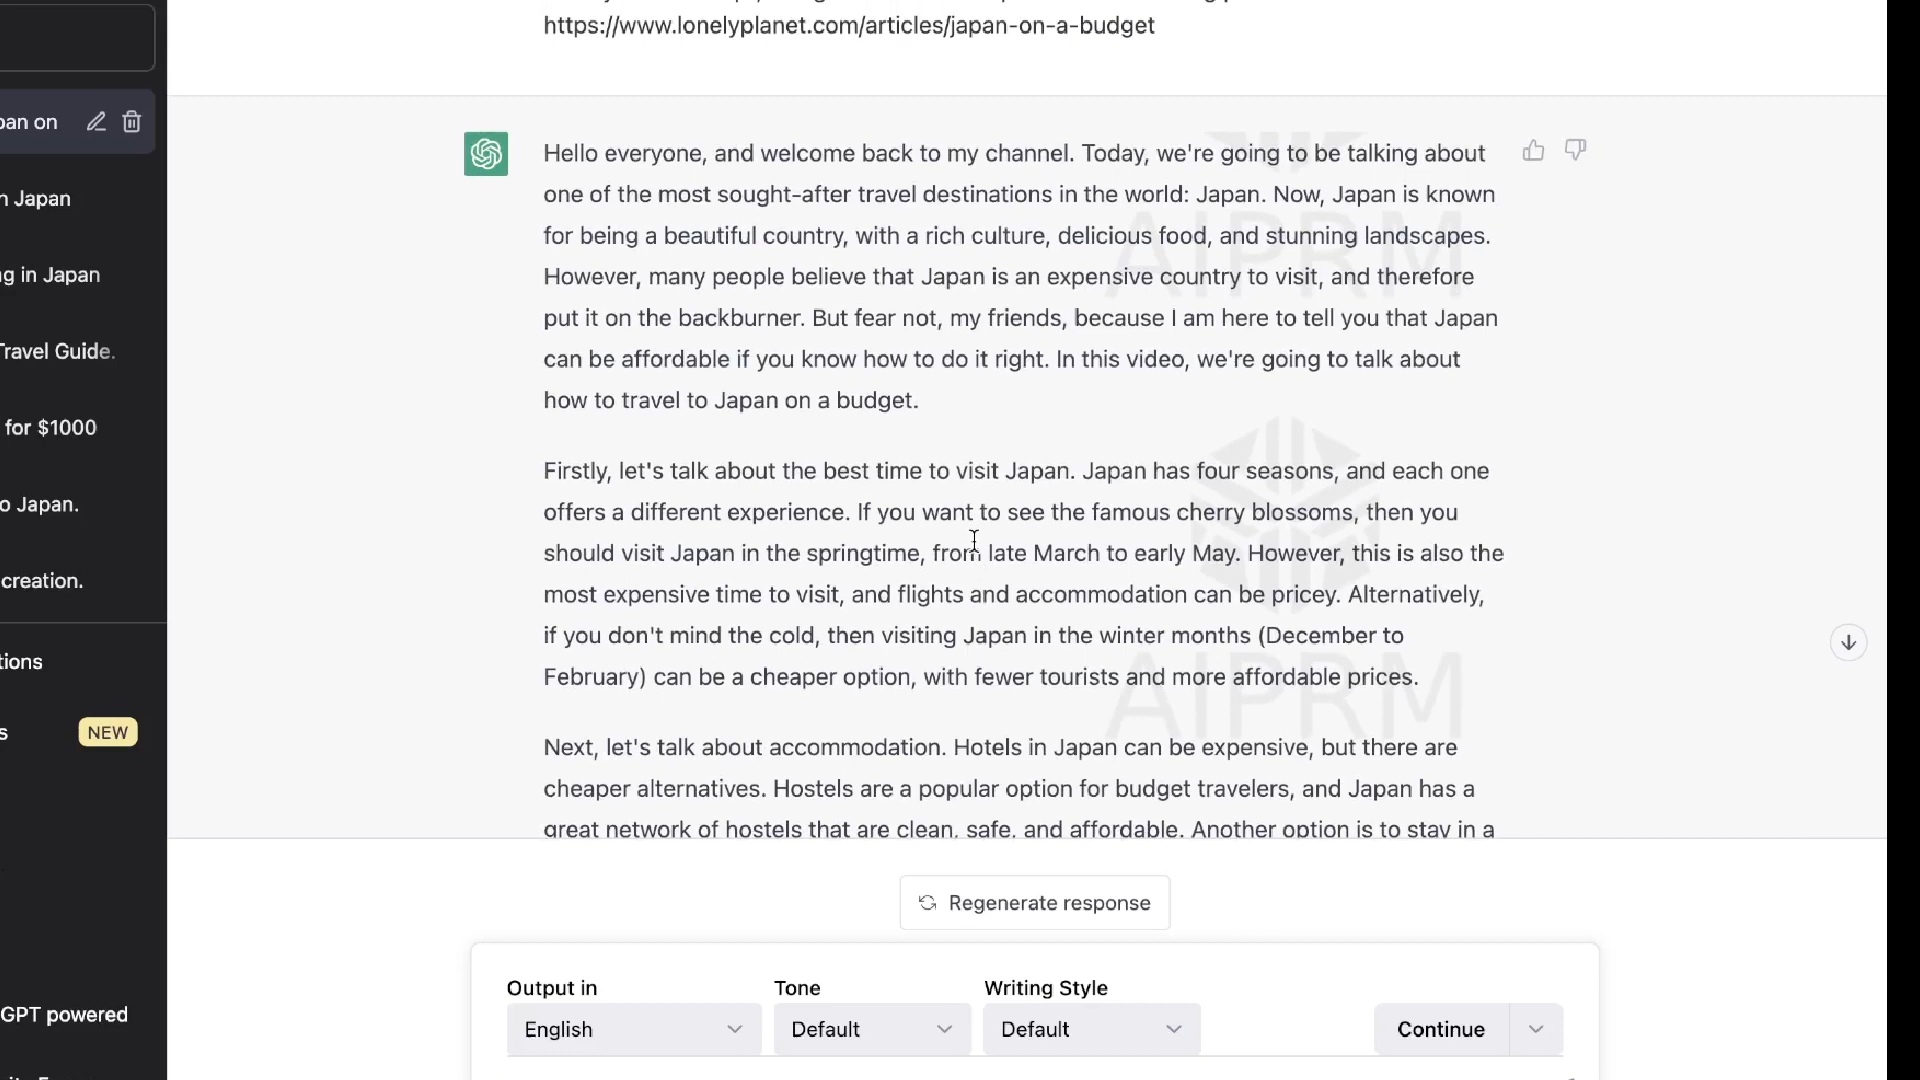 https://www.lonelyplanet.com/articles/japan-on-a-budget
pan on
n Japan
g in Japan
Travel Guide.
for $1000
o Japan.
creation.
tions
s NEW
GPT powered
Hello everyone, and welcome back to my channel. Today, we're going to be talking about
one of the most sought-after travel destinations in the world: Japan. Now, Japan is known
for being a beautiful country, with a rich culture, delicious food, and stunning landscapes.
However, many people believe that Japan is an expensive country to visit, and therefore
put it on the backburner. But fear not, my friends, because I am here to tell you that Japan
can be affordable if you know how to do it right. In this video, we're going to talk about
how to travel to Japan on a budget.
Firstly, let's talk about the best time to visit Japan. Japan has four seasons, and each one
offers a different experience. If you want to see the famous cherry blossoms, then you
should visit Japan in the springtime, from late March to early May. However, this is also the
most expensive time to visit, and flights and accommodation can be pricey. Alternatively,
if you don't mind the cold, then visiting Japan in the winter months (December to
February) can be a cheaper option, with fewer tourists and more affordable prices.
Next, let's talk about accommodation. Hotels in Japan can be expensive, but there are
cheaper alternatives. Hostels are a popular option for budget travelers, and Japan has a
great network of hostels that are clean, safe, and affordable. Another option is to stay in a
AIPRM
AIPRM
Regenerate response
Output in Tone Writing Style
English Default Default Continue